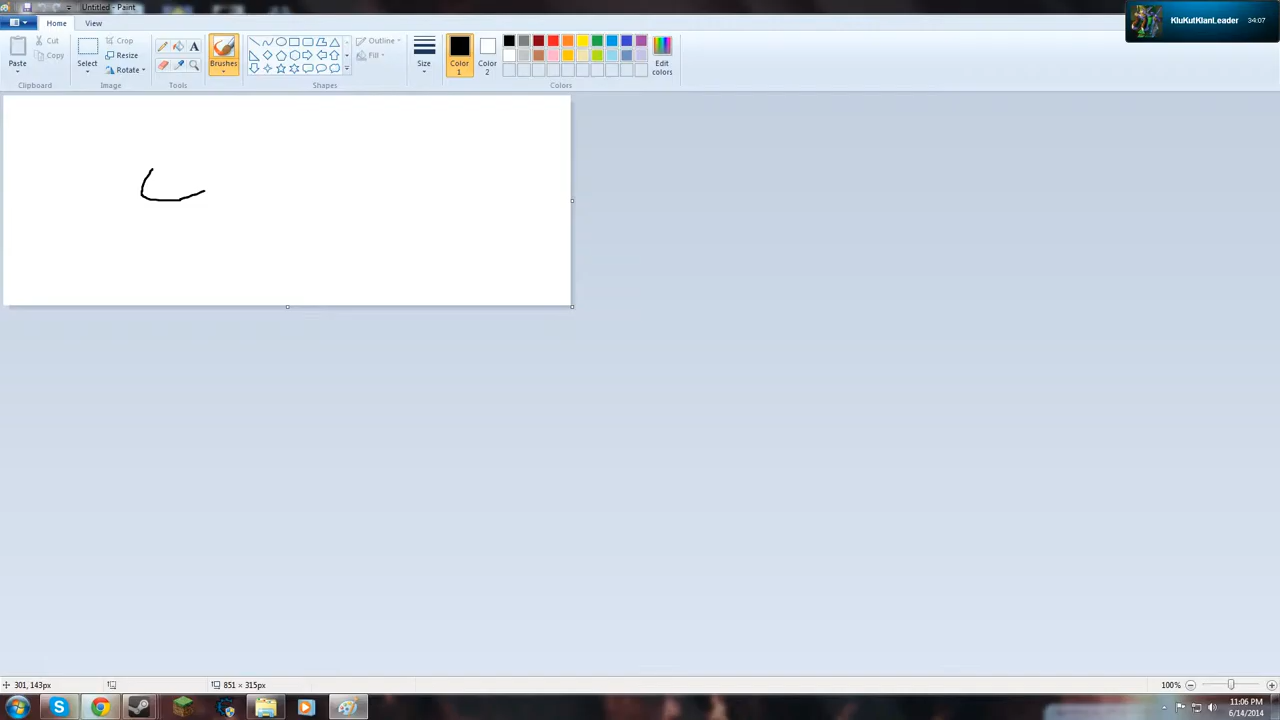 Untitled - Paint
KluKutKlanLeader 34:07
Home View
Paste Cut Copy
Clipboard
Select Crop Resize Rotate
Image
A
Tools
Brushes
Outline Fill
Shapes
Size
Color 1
Color 2
Edit colors
Colors
301, 143px
851 × 315px
100%
11:06 PM
6/14/2014